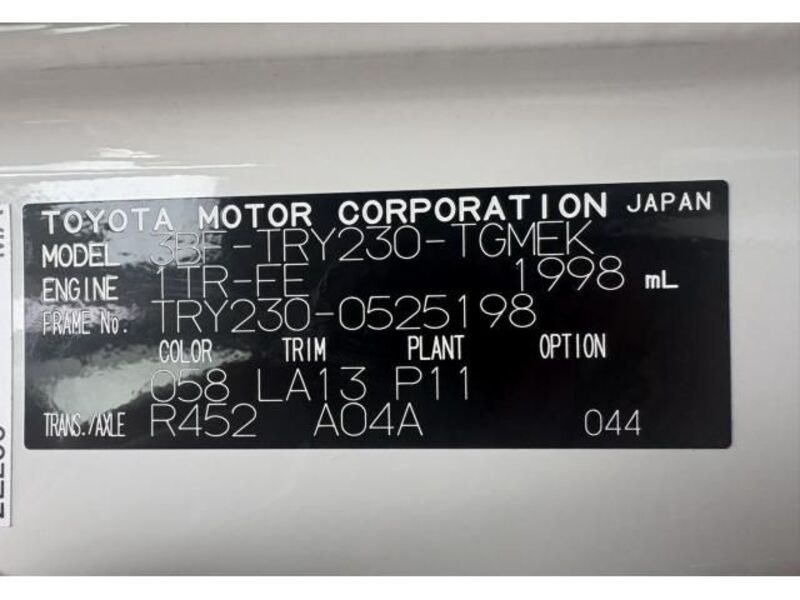 TOYOTA MOTOR CORPORATION JAPAN
MODEL 3BF-TRY230-TGMEK
ENGINE 1TR-FE 1998 mL
FRAME No. TRY230-0525198
COLOR TRIM PLANT OPTION
058 LA13 P11
TRANS./AXLE R452 A04A 044